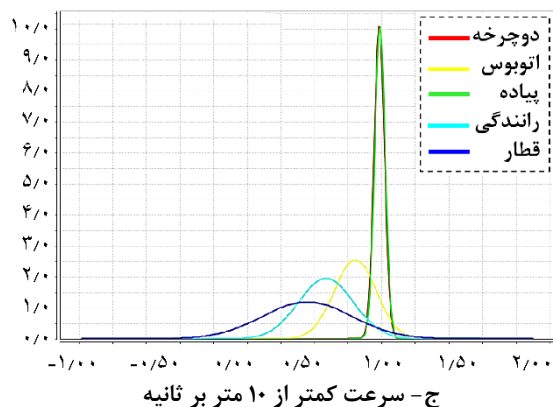 ۱۰/۰
۹/۰
۸/۰
۷/۰
۶/۰
۵/۰
۴/۰
۳/۰
۲/۰
۱/۰
۰/۰
دوچرخه
اتوبوس
پیاده
رانندگی
قطار
-۱/۰۰ -۰/۵۰ ۰/۰۰ ۰/۵۰ ۱/۰۰ ۱/۵۰ ۲/۰۰
ج- سرعت کمتر از ۱۰ متر بر ثانیه